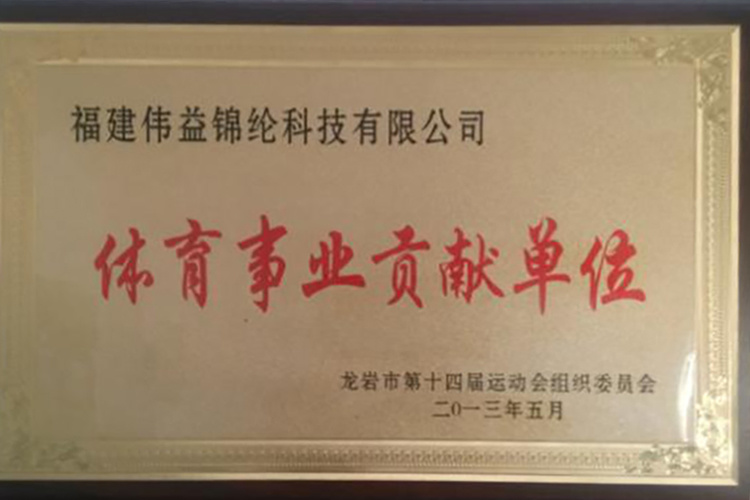 福建伟益锦纶科技有限公司
体育事业贡献单位
龙岩市第十四届运动会组织委员会
二〇一三年五月